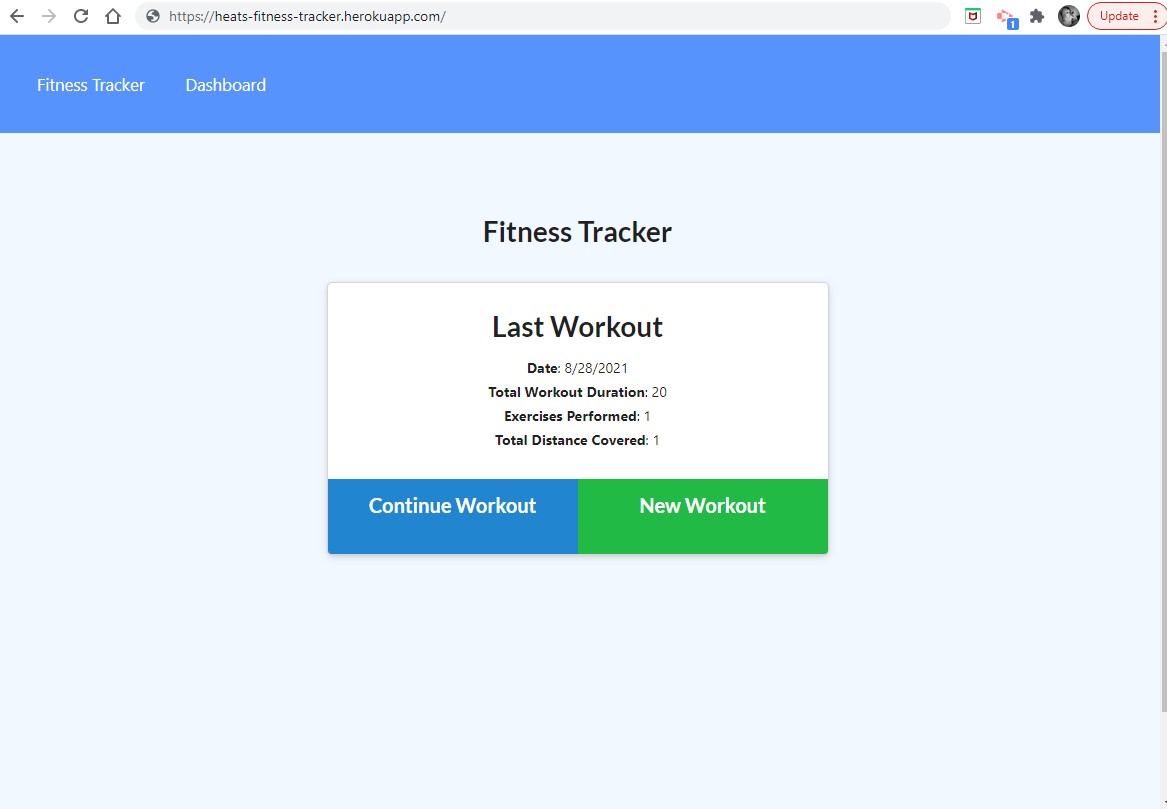 https://heats-fitness-tracker.herokuapp.com/
1
Update
Fitness Tracker Dashboard
Fitness Tracker
Last Workout
Date: 8/28/2021
Total Workout Duration: 20
Exercises Performed: 1
Total Distance Covered: 1
Continue Workout New Workout